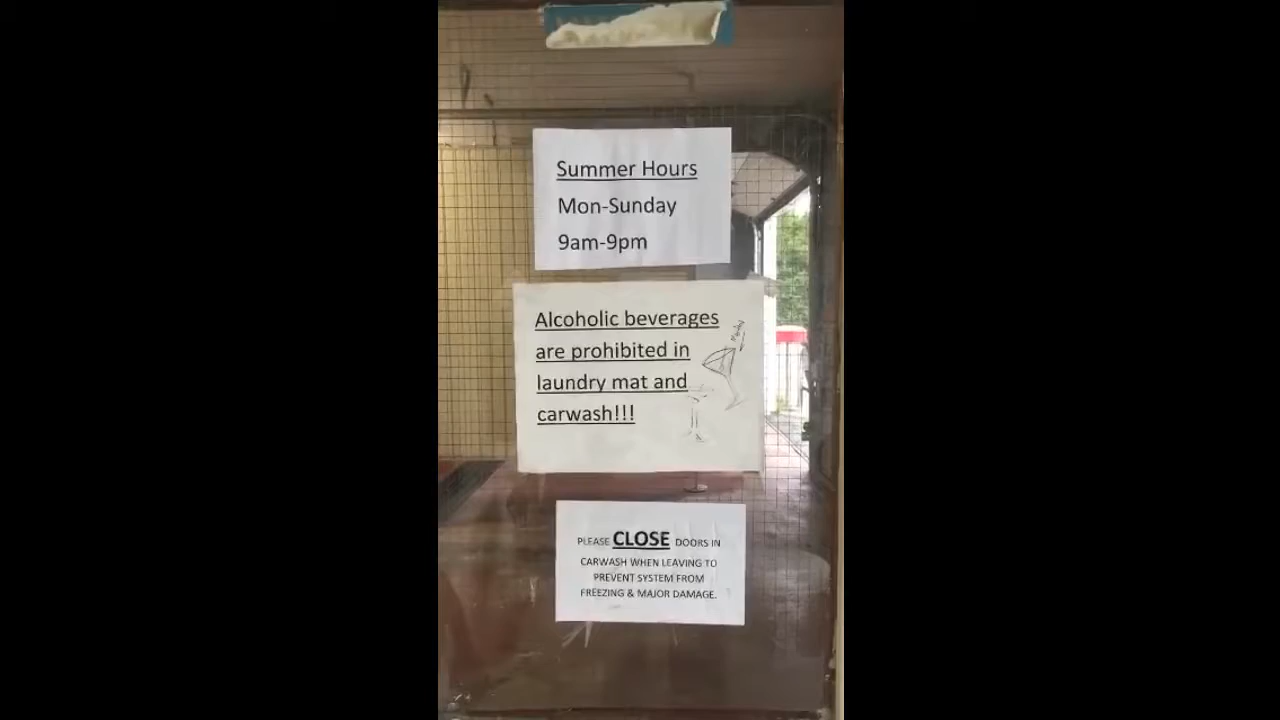 Summer Hours
Mon-Sunday
9am-9pm
Alcoholic beverages
are prohibited in
laundry mat and
carwash!!!
PLEASE CLOSE DOORS IN
CARWASH WHEN LEAVING TO
PREVENT SYSTEM FROM
FREEZING & MAJOR DAMAGE.